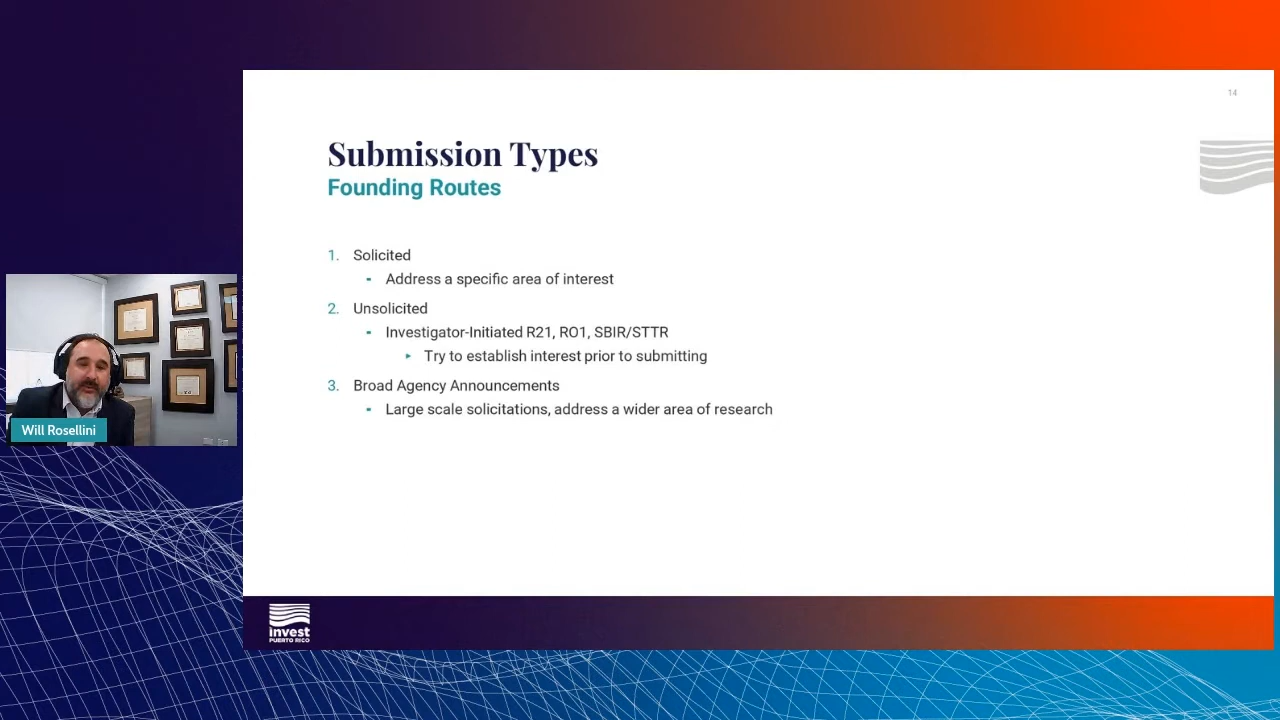 14
Submission Types
Founding Routes
1. Solicited
Address a specific area of interest
2. Unsolicited
Investigator-Initiated R21, RO1, SBIR/STTR
Try to establish interest prior to submitting
3. Broad Agency Announcements
Large scale solicitations, address a wider area of research
Will Rosellini
invest
PUERTO RICO